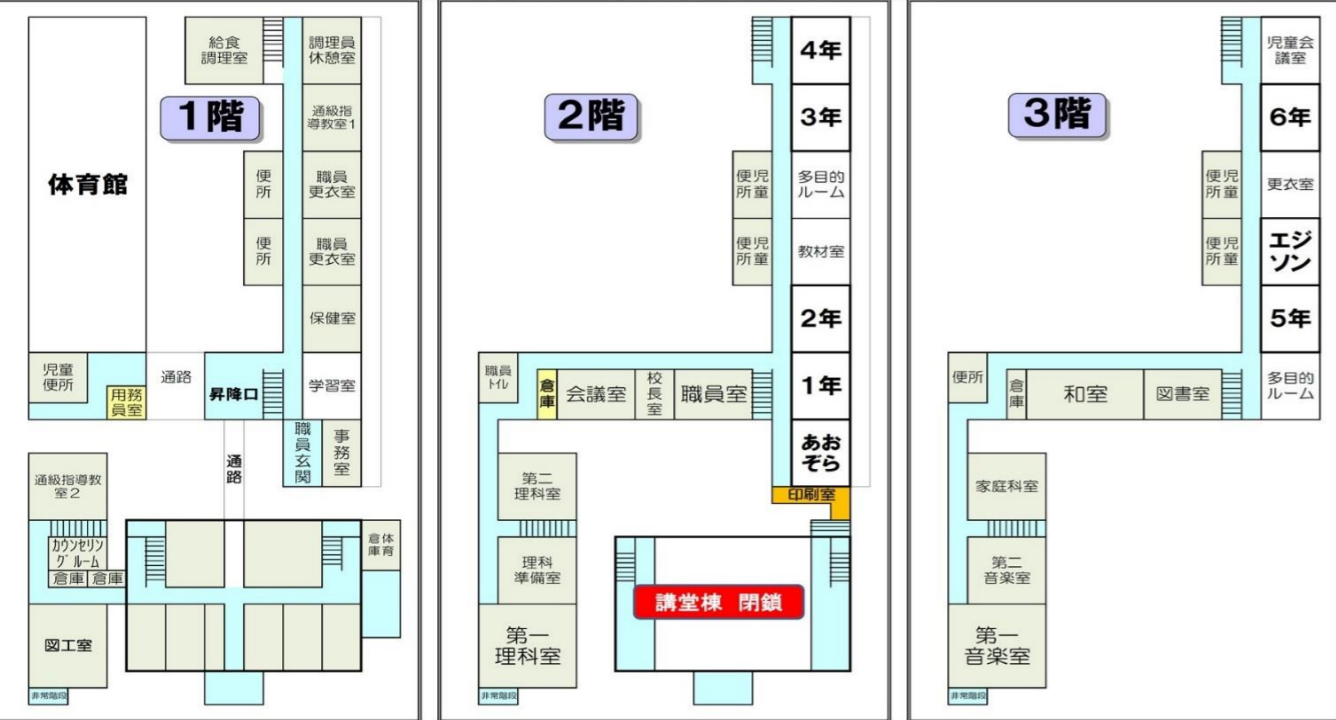 給食
調理室
調理員
休憩室
1階
通級指
導教室1
体育館
便
所
職員
更衣室
便
所
職員
更衣室
保健室
児童
便所
用務
員室
通路
昇降口
学習室
通
路
職
員
玄
関
事
務
室
通級指導教
室2
カウンセリン
グルーム
倉庫
倉庫
倉体
庫育
図工室
非常階段
2階
4年
3年
便児
所童
多目的
ルーム
便児
所童
教材室
2年
職員
トイレ
倉
庫
会議室
校
長
室
職員室
1年
あお
ぞら
印刷室
第二
理科室
理科
準備室
講堂棟 閉鎖
第一
理科室
非常階段
3階
児童会
議室
6年
便児
所童
更衣室
便児
所童
エジ
ソン
5年
便所
倉
庫
和室
図書室
多目的
ルーム
家庭科室
第二
音楽室
第一
音楽室
非常階段